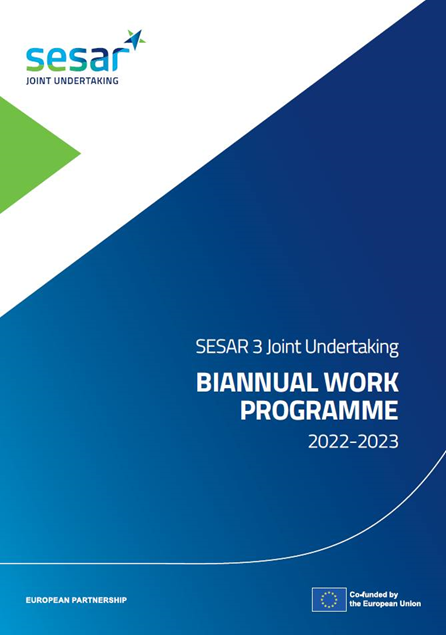 sesar
JOINT UNDERTAKING
SESAR 3 Joint Undertaking
BIANNUAL WORK
PROGRAMME
2022-2023
EUROPEAN PARTNERSHIP
Co-funded by
the European Union